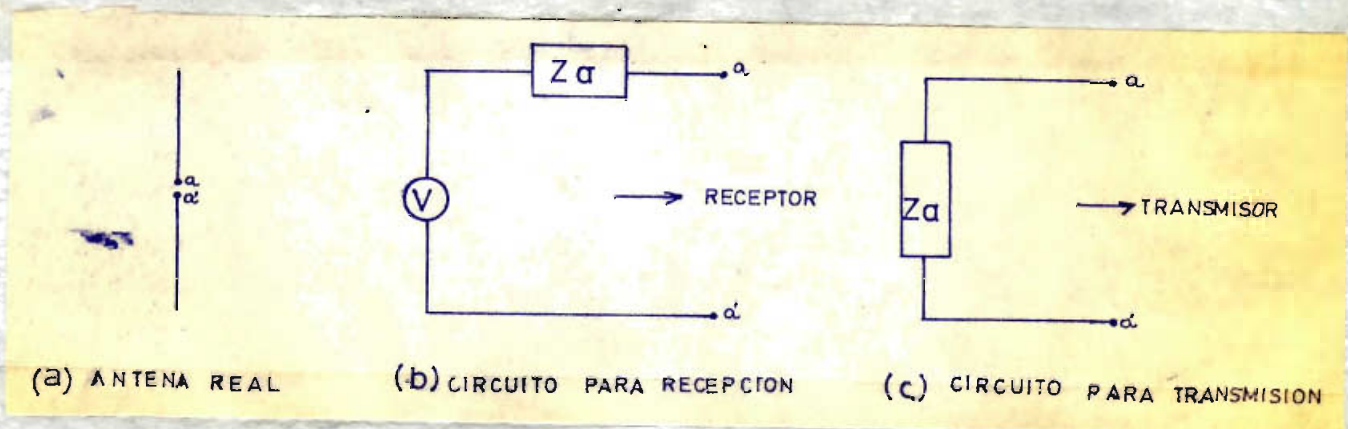 a
a'
Za
a
V
→ RECEPTOR
a'
a
Za
→ TRANSMISOR
a'
(a) ANTENA REAL
(b) CIRCUITO PARA RECEPCION
(c) CIRCUITO PARA TRANSMISION